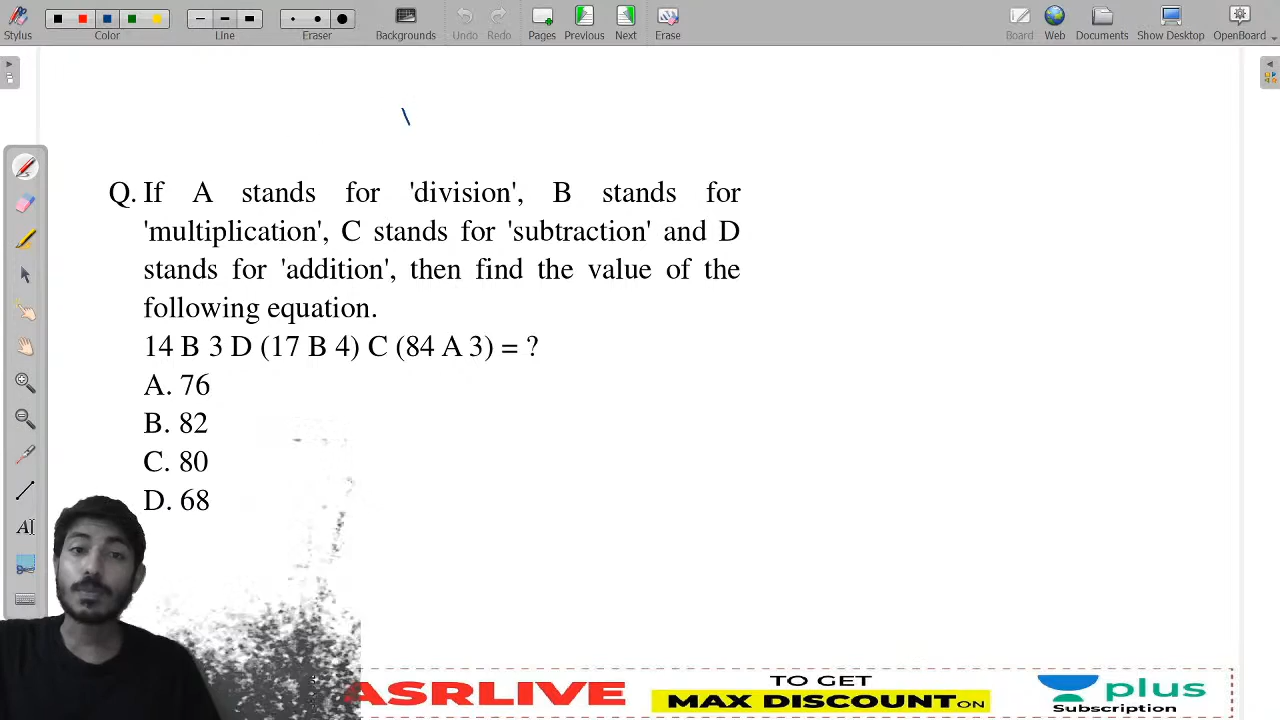 Stylus
Color
Line
Eraser
Backgrounds
Undo
Redo
Pages
Previous
Next
Erase
Board
Web
Documents
Show Desktop
OpenBoard
Q. If A stands for 'division', B stands for
'multiplication', C stands for 'subtraction' and D
stands for 'addition', then find the value of the
following equation.
14 B 3 D (17 B 4) C (84 A 3) = ?
A. 76
B. 82
C. 80
D. 68
AI
ASRLIVE
TO GET
MAX DISCOUNT ON
plus
Subscription